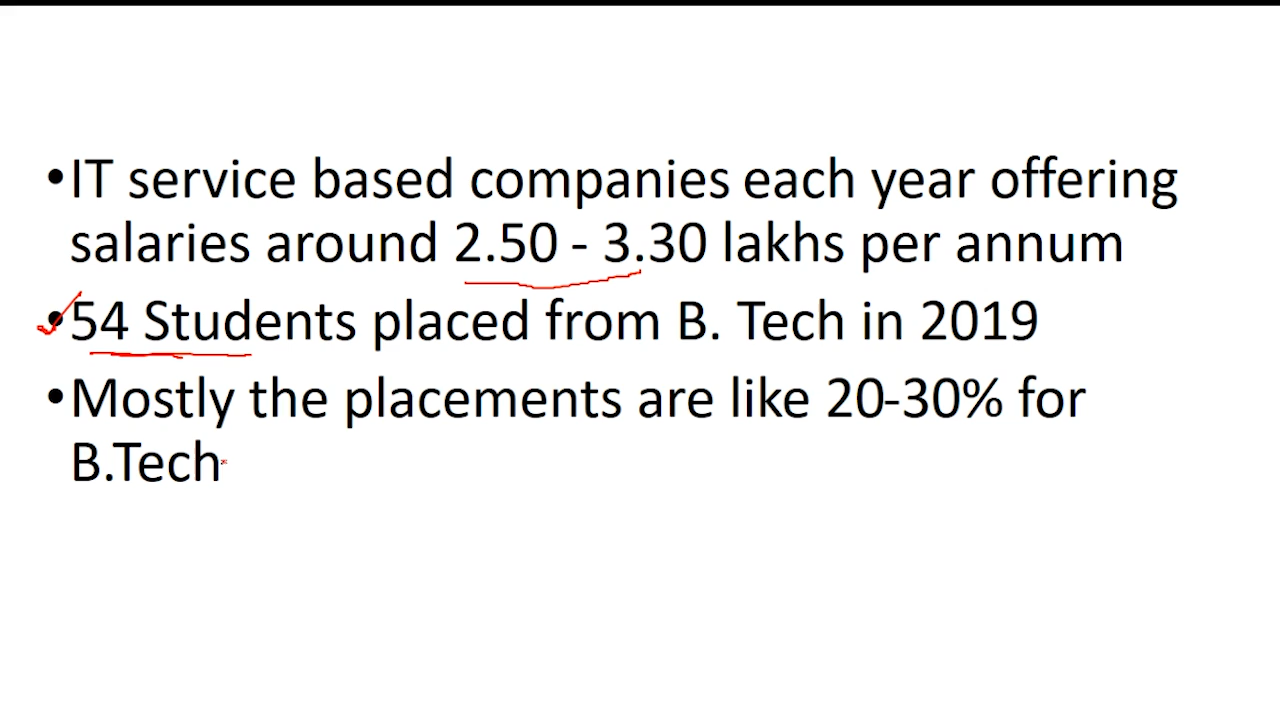 •IT service based companies each year offering
salaries around 2.50 - 3.30 lakhs per annum
•54 Students placed from B. Tech in 2019
•Mostly the placements are like 20-30% for
B.Tech